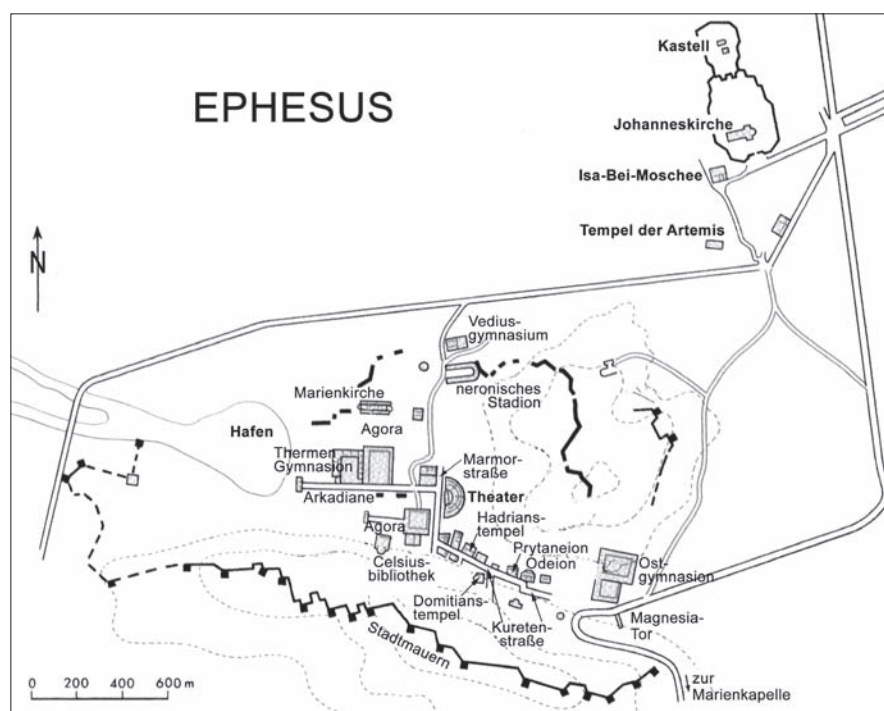 EPHESUS
Kastell
Johanneskirche
Isa-Bei-Moschee
Tempel der Artemis
N
Vedius-
gymnasium
neronisches
Stadion
Marienkirche
Agora
Hafen
Thermen
Gymnasion
Marmor-
straße
Arkadiane
Theater
Agora
Hadrians-
tempel
Prytaneion
Odeion
Celsius-
bibliothek
Ost-
gymnasion
Domitians-
tempel
Kureten-
straße
Magnesia-
Tor
Stadtmauern
zur
Marienkapelle
0 200 400 600 m